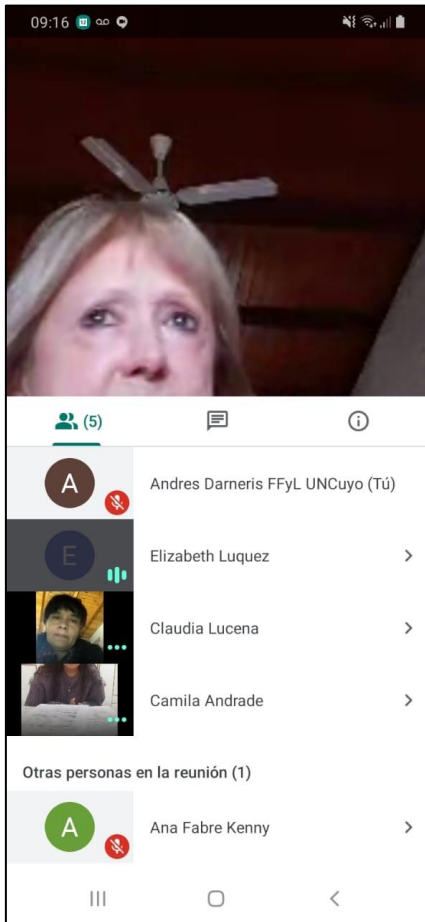 09:16
(5)
A
Andres Darneris FFyL UNCuyo (Tú)
E
Elizabeth Luquez
Claudia Lucena
Camila Andrade
Otras personas en la reunión (1)
A
Ana Fabre Kenny